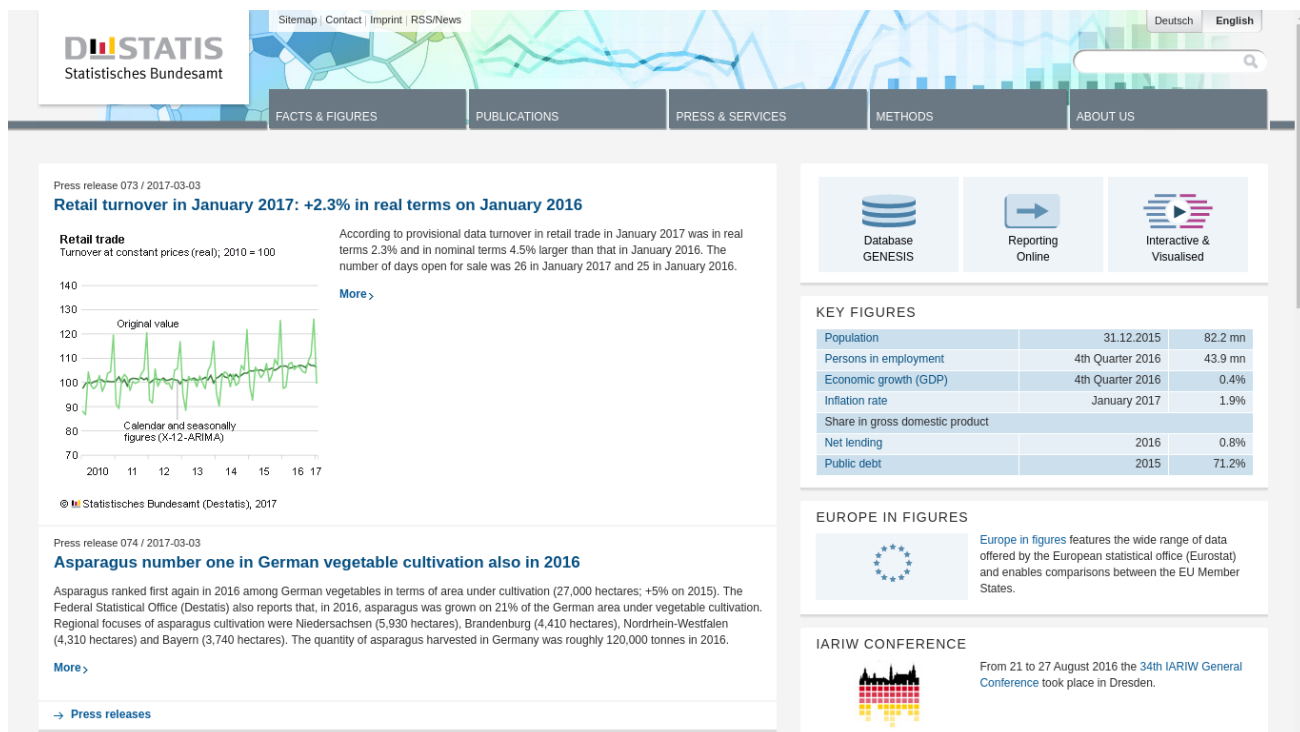 Sitemap | Contact | Imprint | RSS/News
Deutsch English
DESTATIS
Statistisches Bundesamt
FACTS & FIGURES PUBLICATIONS PRESS & SERVICES METHODS ABOUT US
Press release 073 / 2017-03-03
Retail turnover in January 2017: +2.3% in real terms on January 2016
Retail trade
Turnover at constant prices (real); 2010 = 100
140
130
Original value
120
110
100
90
80
Calendar and seasonally
figures (X-12-ARIMA)
70
2010 11 12 13 14 15 16 17
© Statistisches Bundesamt (Destatis), 2017
According to provisional data turnover in retail trade in January 2017 was in real
terms 2.3% and in nominal terms 4.5% larger than that in January 2016. The
number of days open for sale was 26 in January 2017 and 25 in January 2016.
More
Press release 074 / 2017-03-03
Asparagus number one in German vegetable cultivation also in 2016
Asparagus ranked first again in 2016 among German vegetables in terms of area under cultivation (27,000 hectares; +5% on 2015). The
Federal Statistical Office (Destatis) also reports that, in 2016, asparagus was grown on 21% of the German area under vegetable cultivation.
Regional focuses of asparagus cultivation were Niedersachsen (5,930 hectares), Brandenburg (4,410 hectares), Nordrhein-Westfalen
(4,310 hectares) and Bayern (3,740 hectares). The quantity of asparagus harvested in Germany was roughly 120,000 tonnes in 2016.
More
Press releases
Database
GENESIS
Reporting
Online
Interactive &
Visualised
KEY FIGURES
Population 31.12.2015 82.2 mn
Persons in employment 4th Quarter 2016 43.9 mn
Economic growth (GDP) 4th Quarter 2016 0.4%
Inflation rate January 2017 1.9%
Share in gross domestic product
Net lending 2016 0.8%
Public debt 2015 71.2%
EUROPE IN FIGURES
Europe in figures features the wide range of data
offered by the European statistical office (Eurostat)
and enables comparisons between the EU Member
States.
IARIW CONFERENCE
From 21 to 27 August 2016 the 34th IARIW General
Conference took place in Dresden.